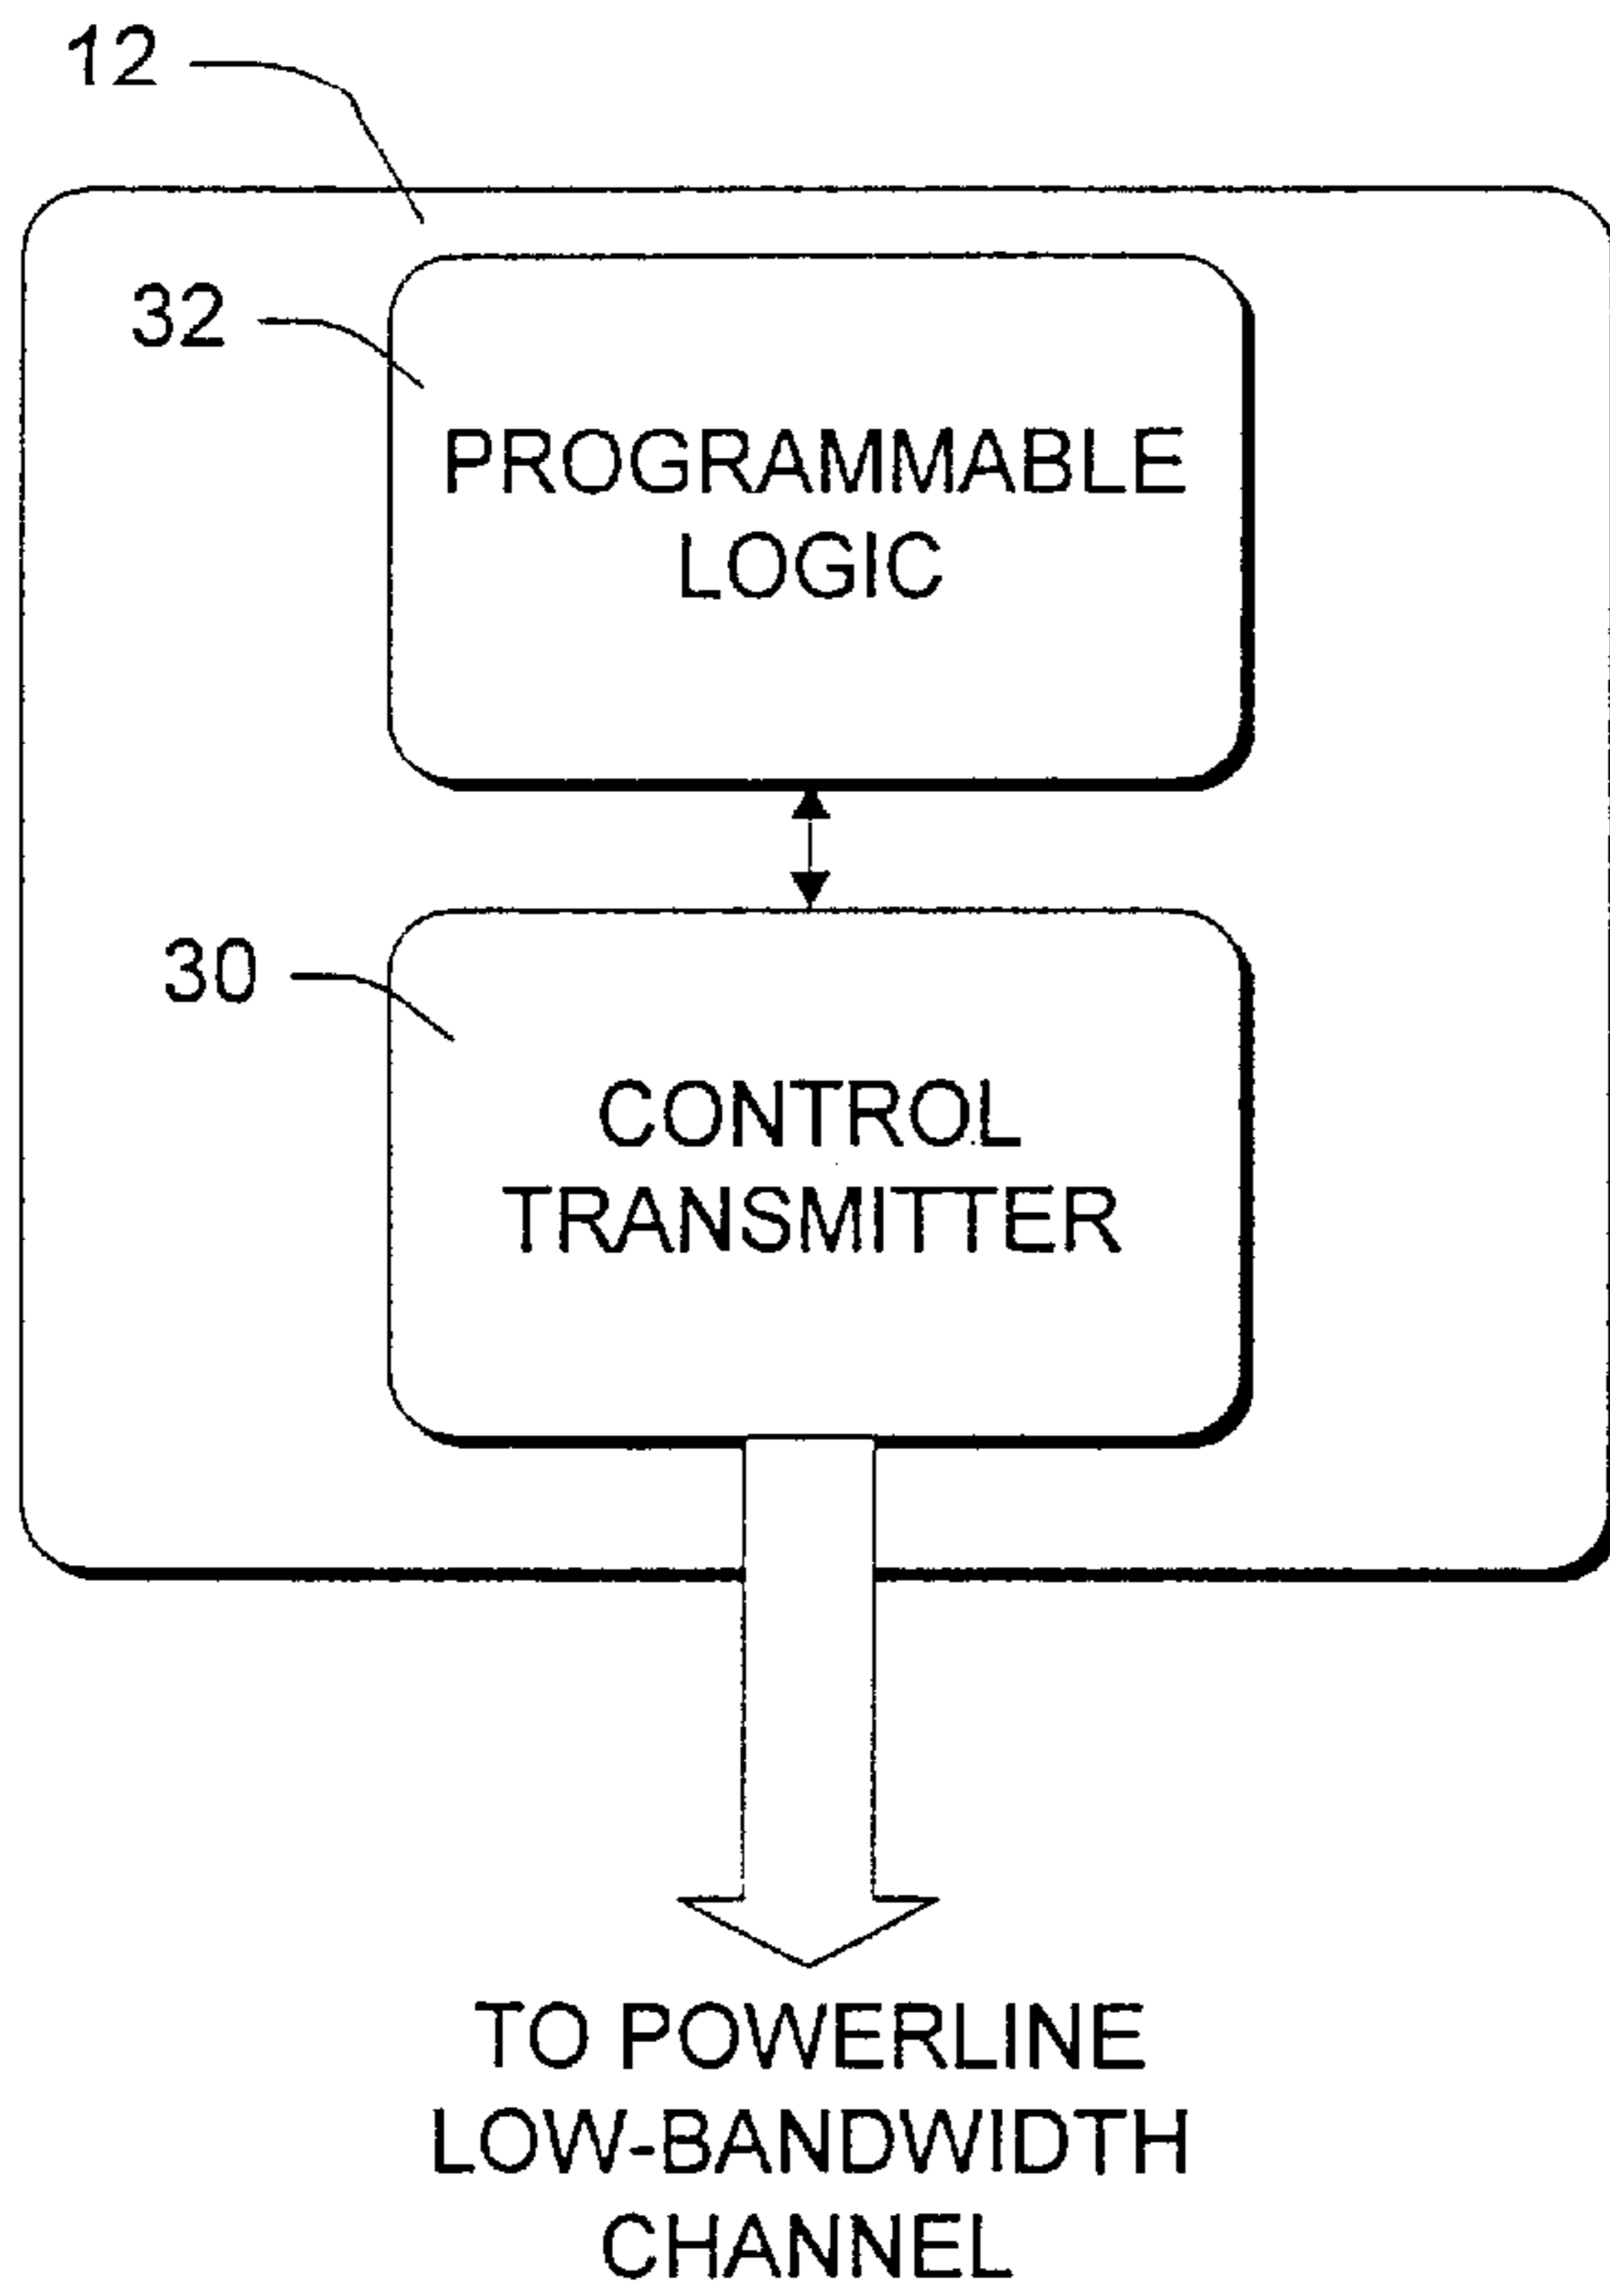 12
32
PROGRAMMABLE
LOGIC
30
CONTROL
TRANSMITTER
TO POWERLINE
LOW-BANDWIDTH
CHANNEL